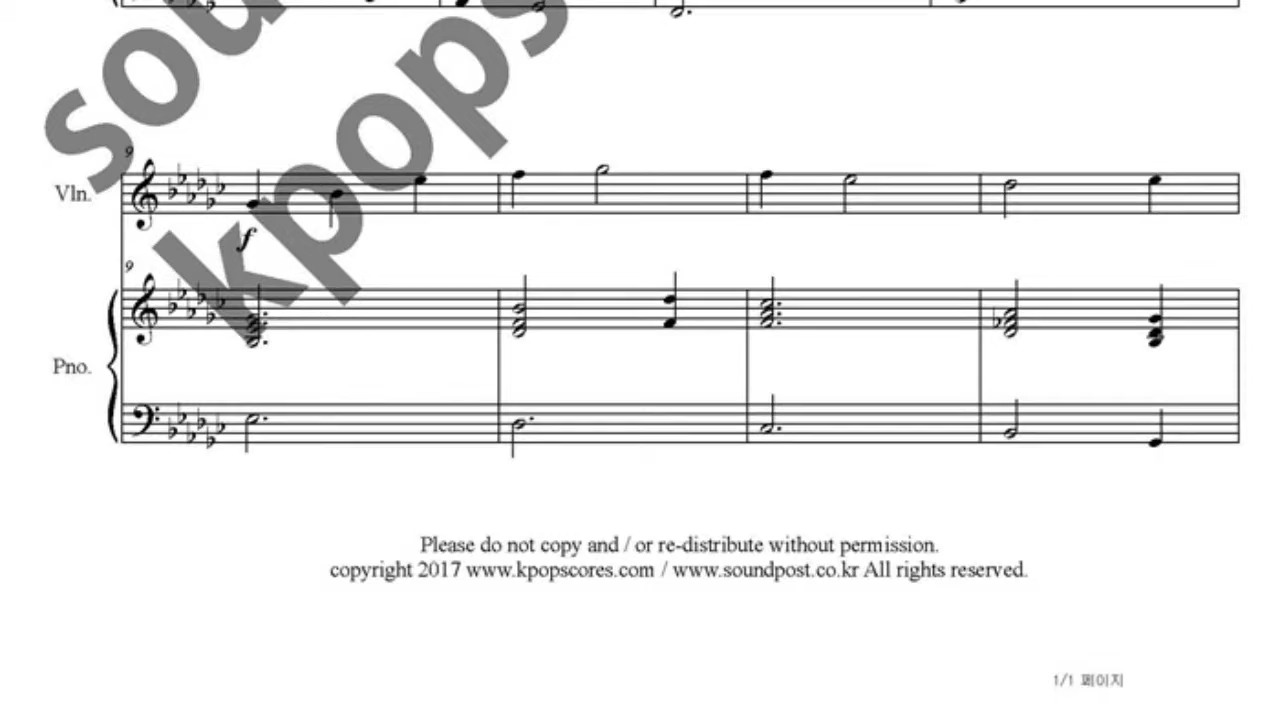 sou
kpops
9
Vln.
f
9
Pno.
Please do not copy and / or re-distribute without permission.
copyright 2017 www.kpopscores.com / www.soundpost.co.kr All rights reserved.
1/1 페이지